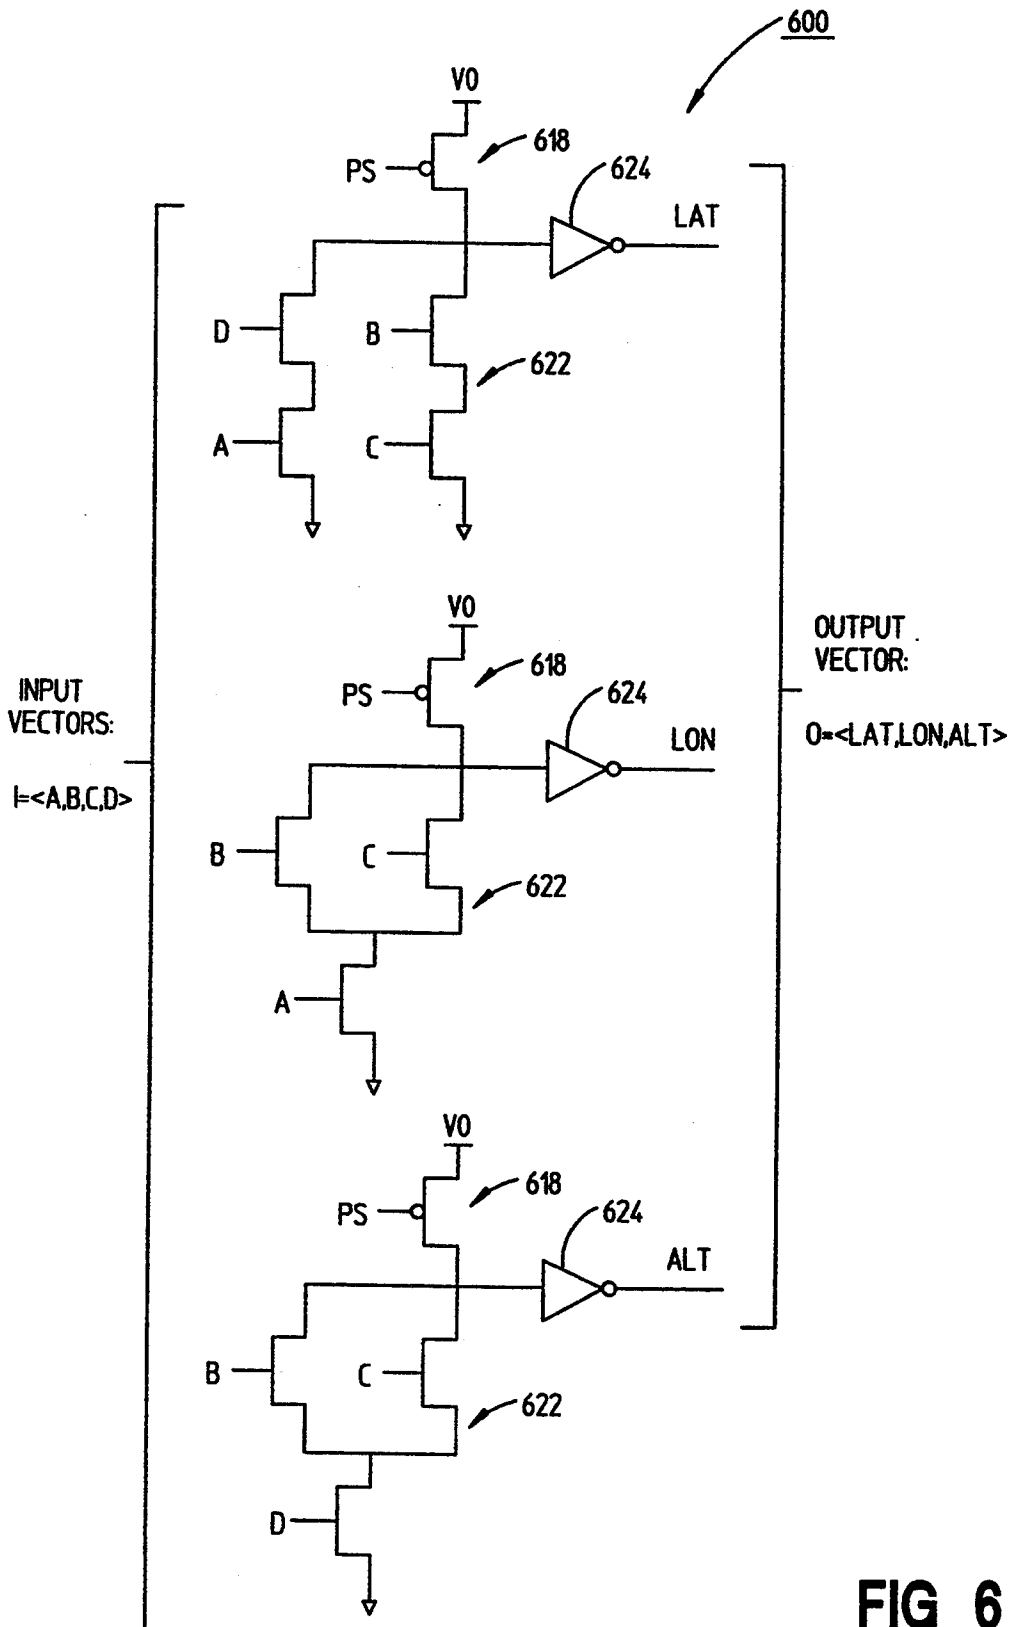 600
V0
PS
618
624
LAT
D
B
622
A
C
V0
PS
618
624
LON
B
C
622
A
INPUT
VECTORS:
I=<A,B,C,D>
OUTPUT
VECTOR:
O=<LAT,LON,ALT>
V0
PS
618
624
ALT
B
C
622
D
FIG 6